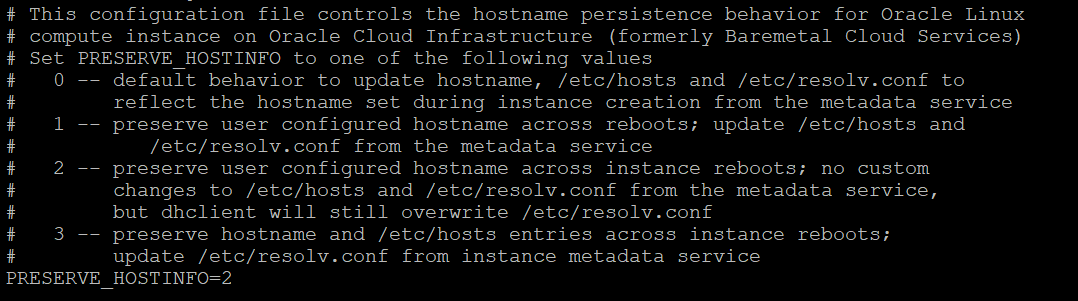 # This configuration file controls the hostname persistence behavior for Oracle Linux
# compute instance on Oracle Cloud Infrastructure (formerly Baremetal Cloud Services)
# Set PRESERVE_HOSTINFO to one of the following values
#   0 -- default behavior to update hostname, /etc/hosts and /etc/resolv.conf to
#        reflect the hostname set during instance creation from the metadata service
#   1 -- preserve user configured hostname across reboots; update /etc/hosts and
#           /etc/resolv.conf from the metadata service
#   2 -- preserve user configured hostname across instance reboots; no custom
#        changes to /etc/hosts and /etc/resolv.conf from the metadata service,
#        but dhclient will still overwrite /etc/resolv.conf
#   3 -- preserve hostname and /etc/hosts entries across instance reboots;
#        update /etc/resolv.conf from instance metadata service
PRESERVE_HOSTINFO=2